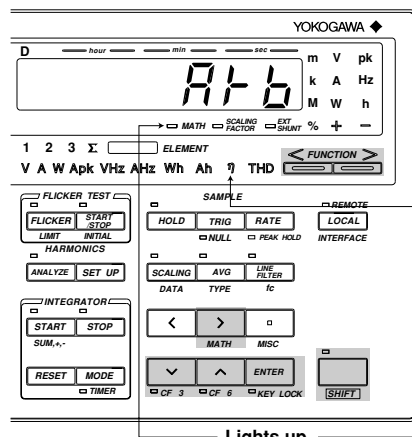 YOKOGAWA
D hour min sec
m V pk
k A Hz
M W h
% + −
A+b
MATH SCALING FACTOR EXT SHUNT
1 2 3 Σ ELEMENT
V A W Apk VHz AHz Wh Ah η THD
< FUNCTION >
FLICKER TEST SAMPLE REMOTE
FLICKER START /STOP HOLD TRIG RATE LOCAL
LIMIT INITIAL NULL PEAK HOLD INTERFACE
HARMONICS
ANALYZE SET UP SCALING AVG LINE FILTER
DATA TYPE fc
INTEGRATOR
START STOP < >
SUM,+,- MATH MISC
RESET MODE ENTER
TIMER CF 3 CF 6 KEY LOCK SHIFT
Lights up